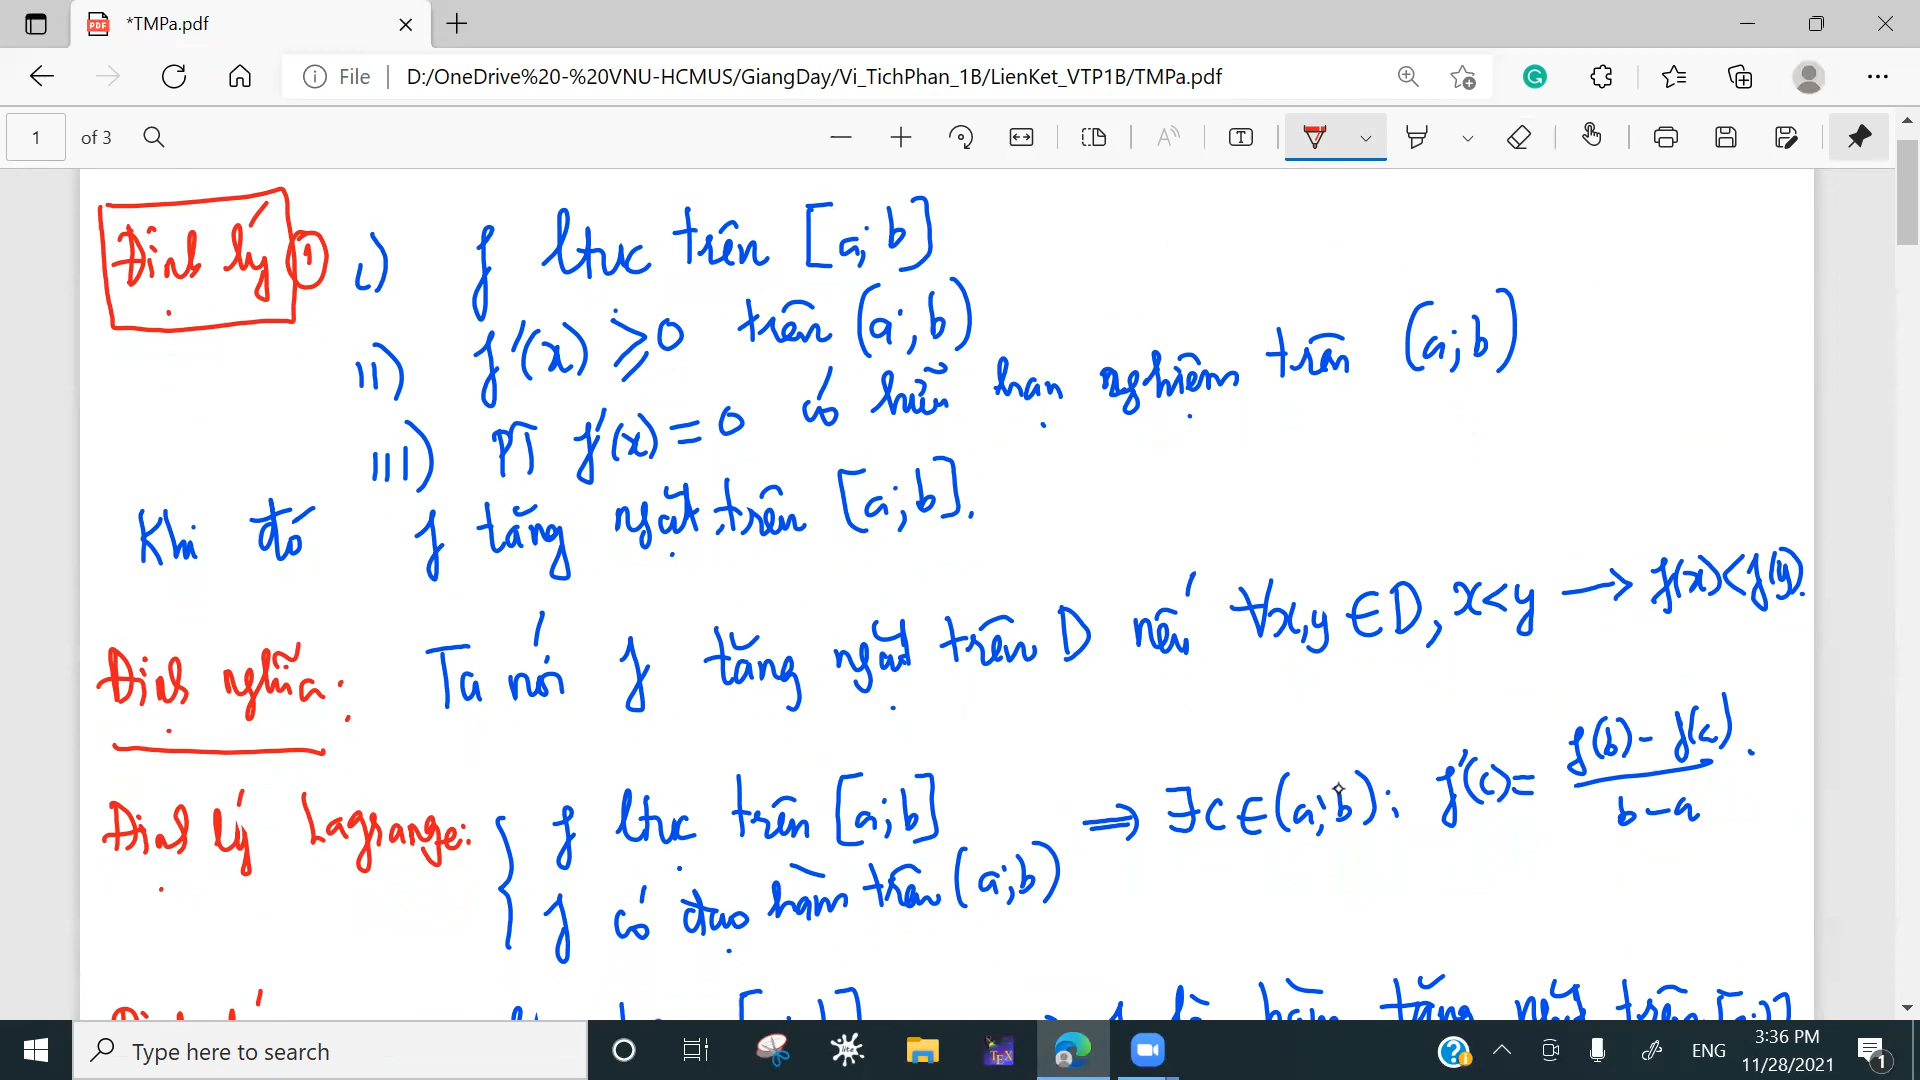 *TMPa.pdf
File D:/OneDrive%20-%20VNU-HCMUS/GiangDay/Vi_TichPhan_1B/LienKet_VTP1B/TMPa.pdf
1 of 3
Định lý ① i) f ltục trên [a; b]
ii) f'(x) ⩾ 0 trên (a; b)
iii) PT f'(x) = 0 có hữu hạn nghiệm trên (a; b)
Khi đó f tăng ngặt trên [a; b].
Định nghĩa: Ta nói f tăng ngặt trên D nếu ∀x,y ∈ D, x<y → f(x)<f(y).
Định lý Lagrange: { f ltục trên [a; b] ⇒ ∃c ∈ (a; b): f'(c) = (f(b) - f(a))/(b - a).
f có đạo hàm trên (a; b)
Type here to search
ENG
3:36 PM
11/28/2021
1